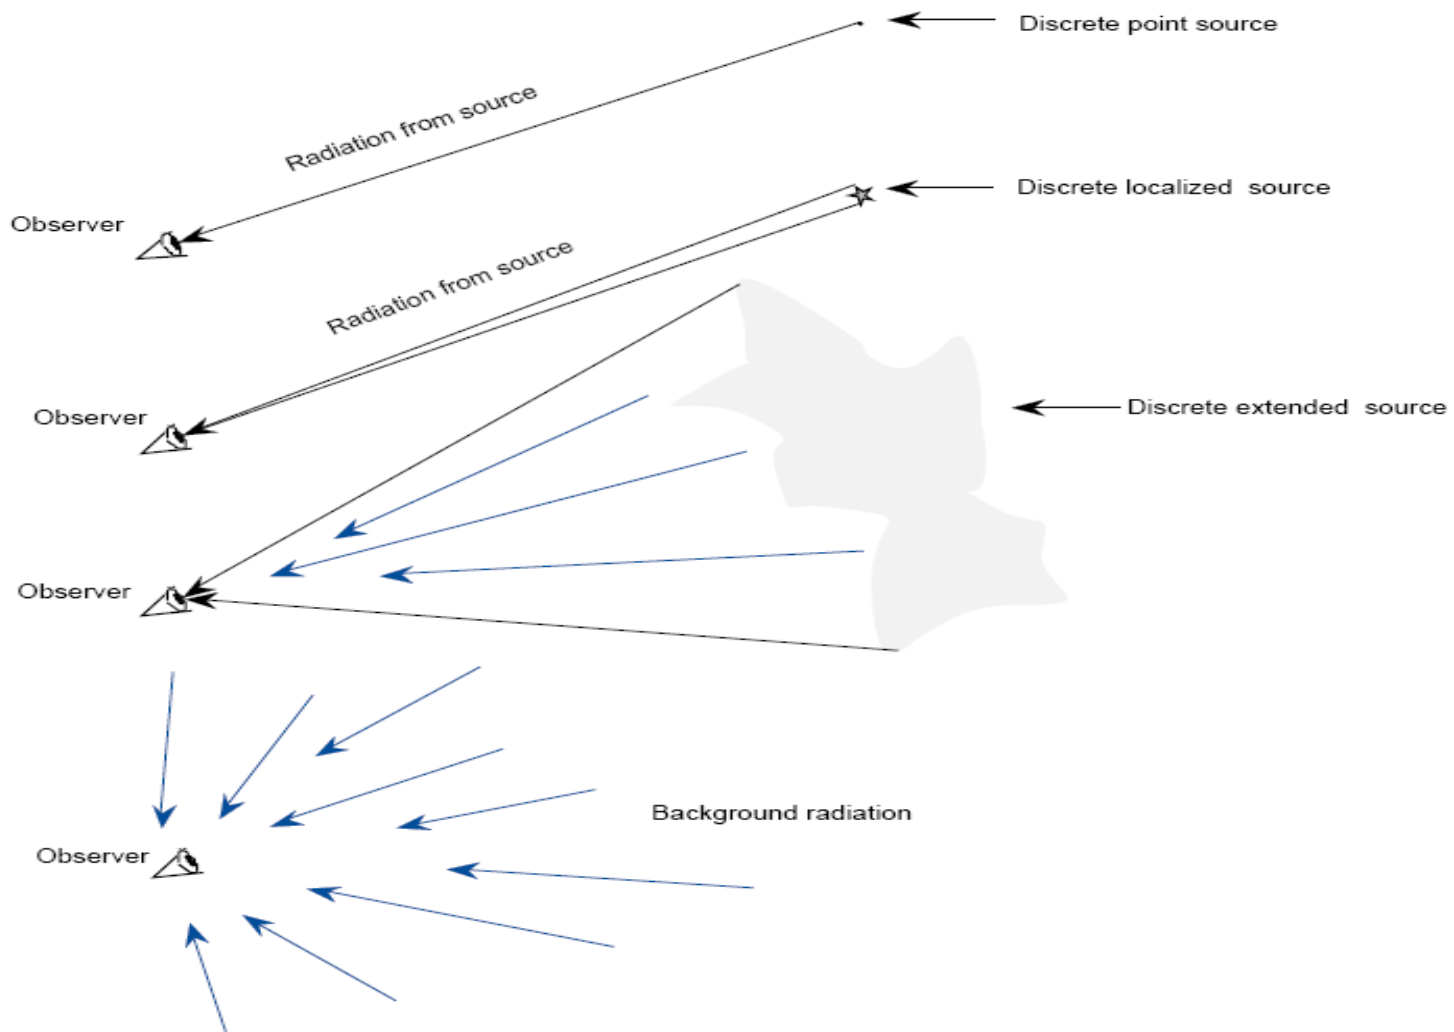 Discrete point source
Radiation from source
Discrete localized source
Observer
Radiation from source
Discrete extended source
Observer
Observer
Background radiation
Observer